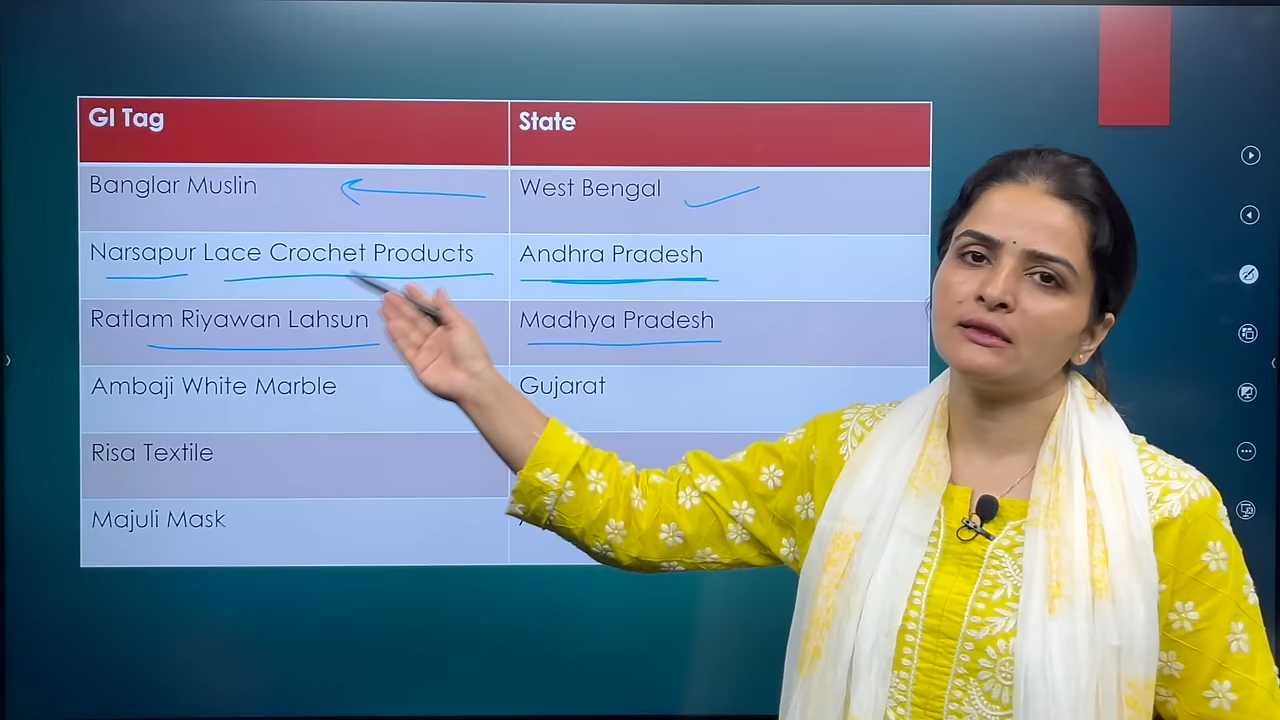 GI Tag
State
Banglar Muslin
West Bengal
Narsapur Lace Crochet Products
Andhra Pradesh
Ratlam Riyawan Lahsun
Madhya Pradesh
Ambaji White Marble
Gujarat
Risa Textile
Majuli Mask